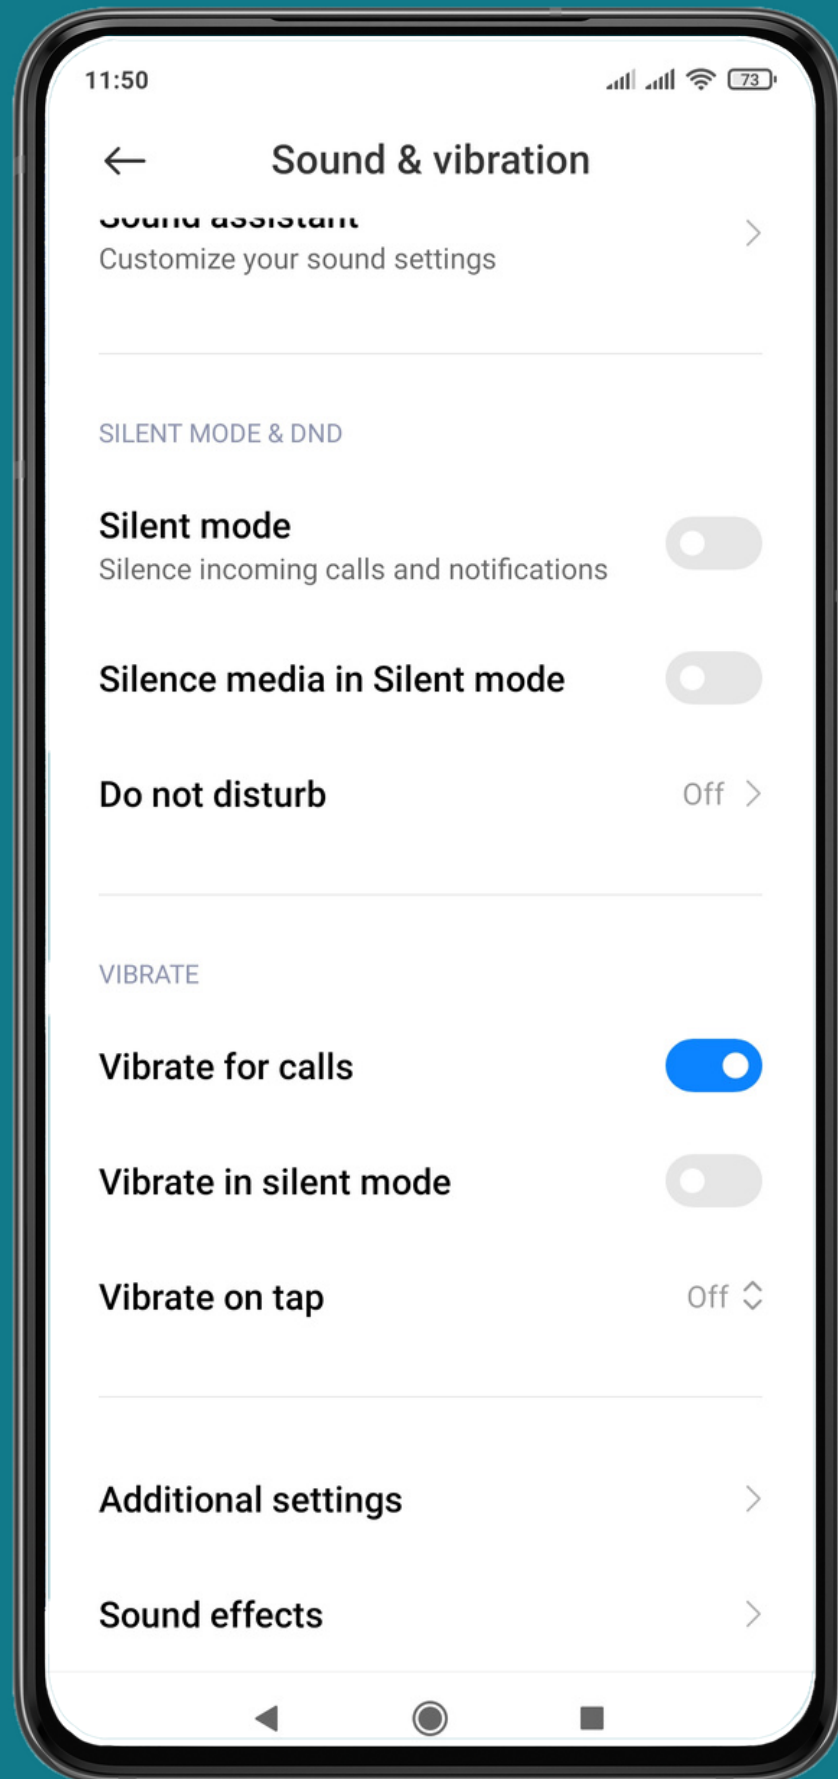 11:50
73
Sound & vibration
Sound assistant
Customize your sound settings
SILENT MODE & DND
Silent mode
Silence incoming calls and notifications
Silence media in Silent mode
Do not disturb
Off
VIBRATE
Vibrate for calls
Vibrate in silent mode
Vibrate on tap
Off
Additional settings
Sound effects